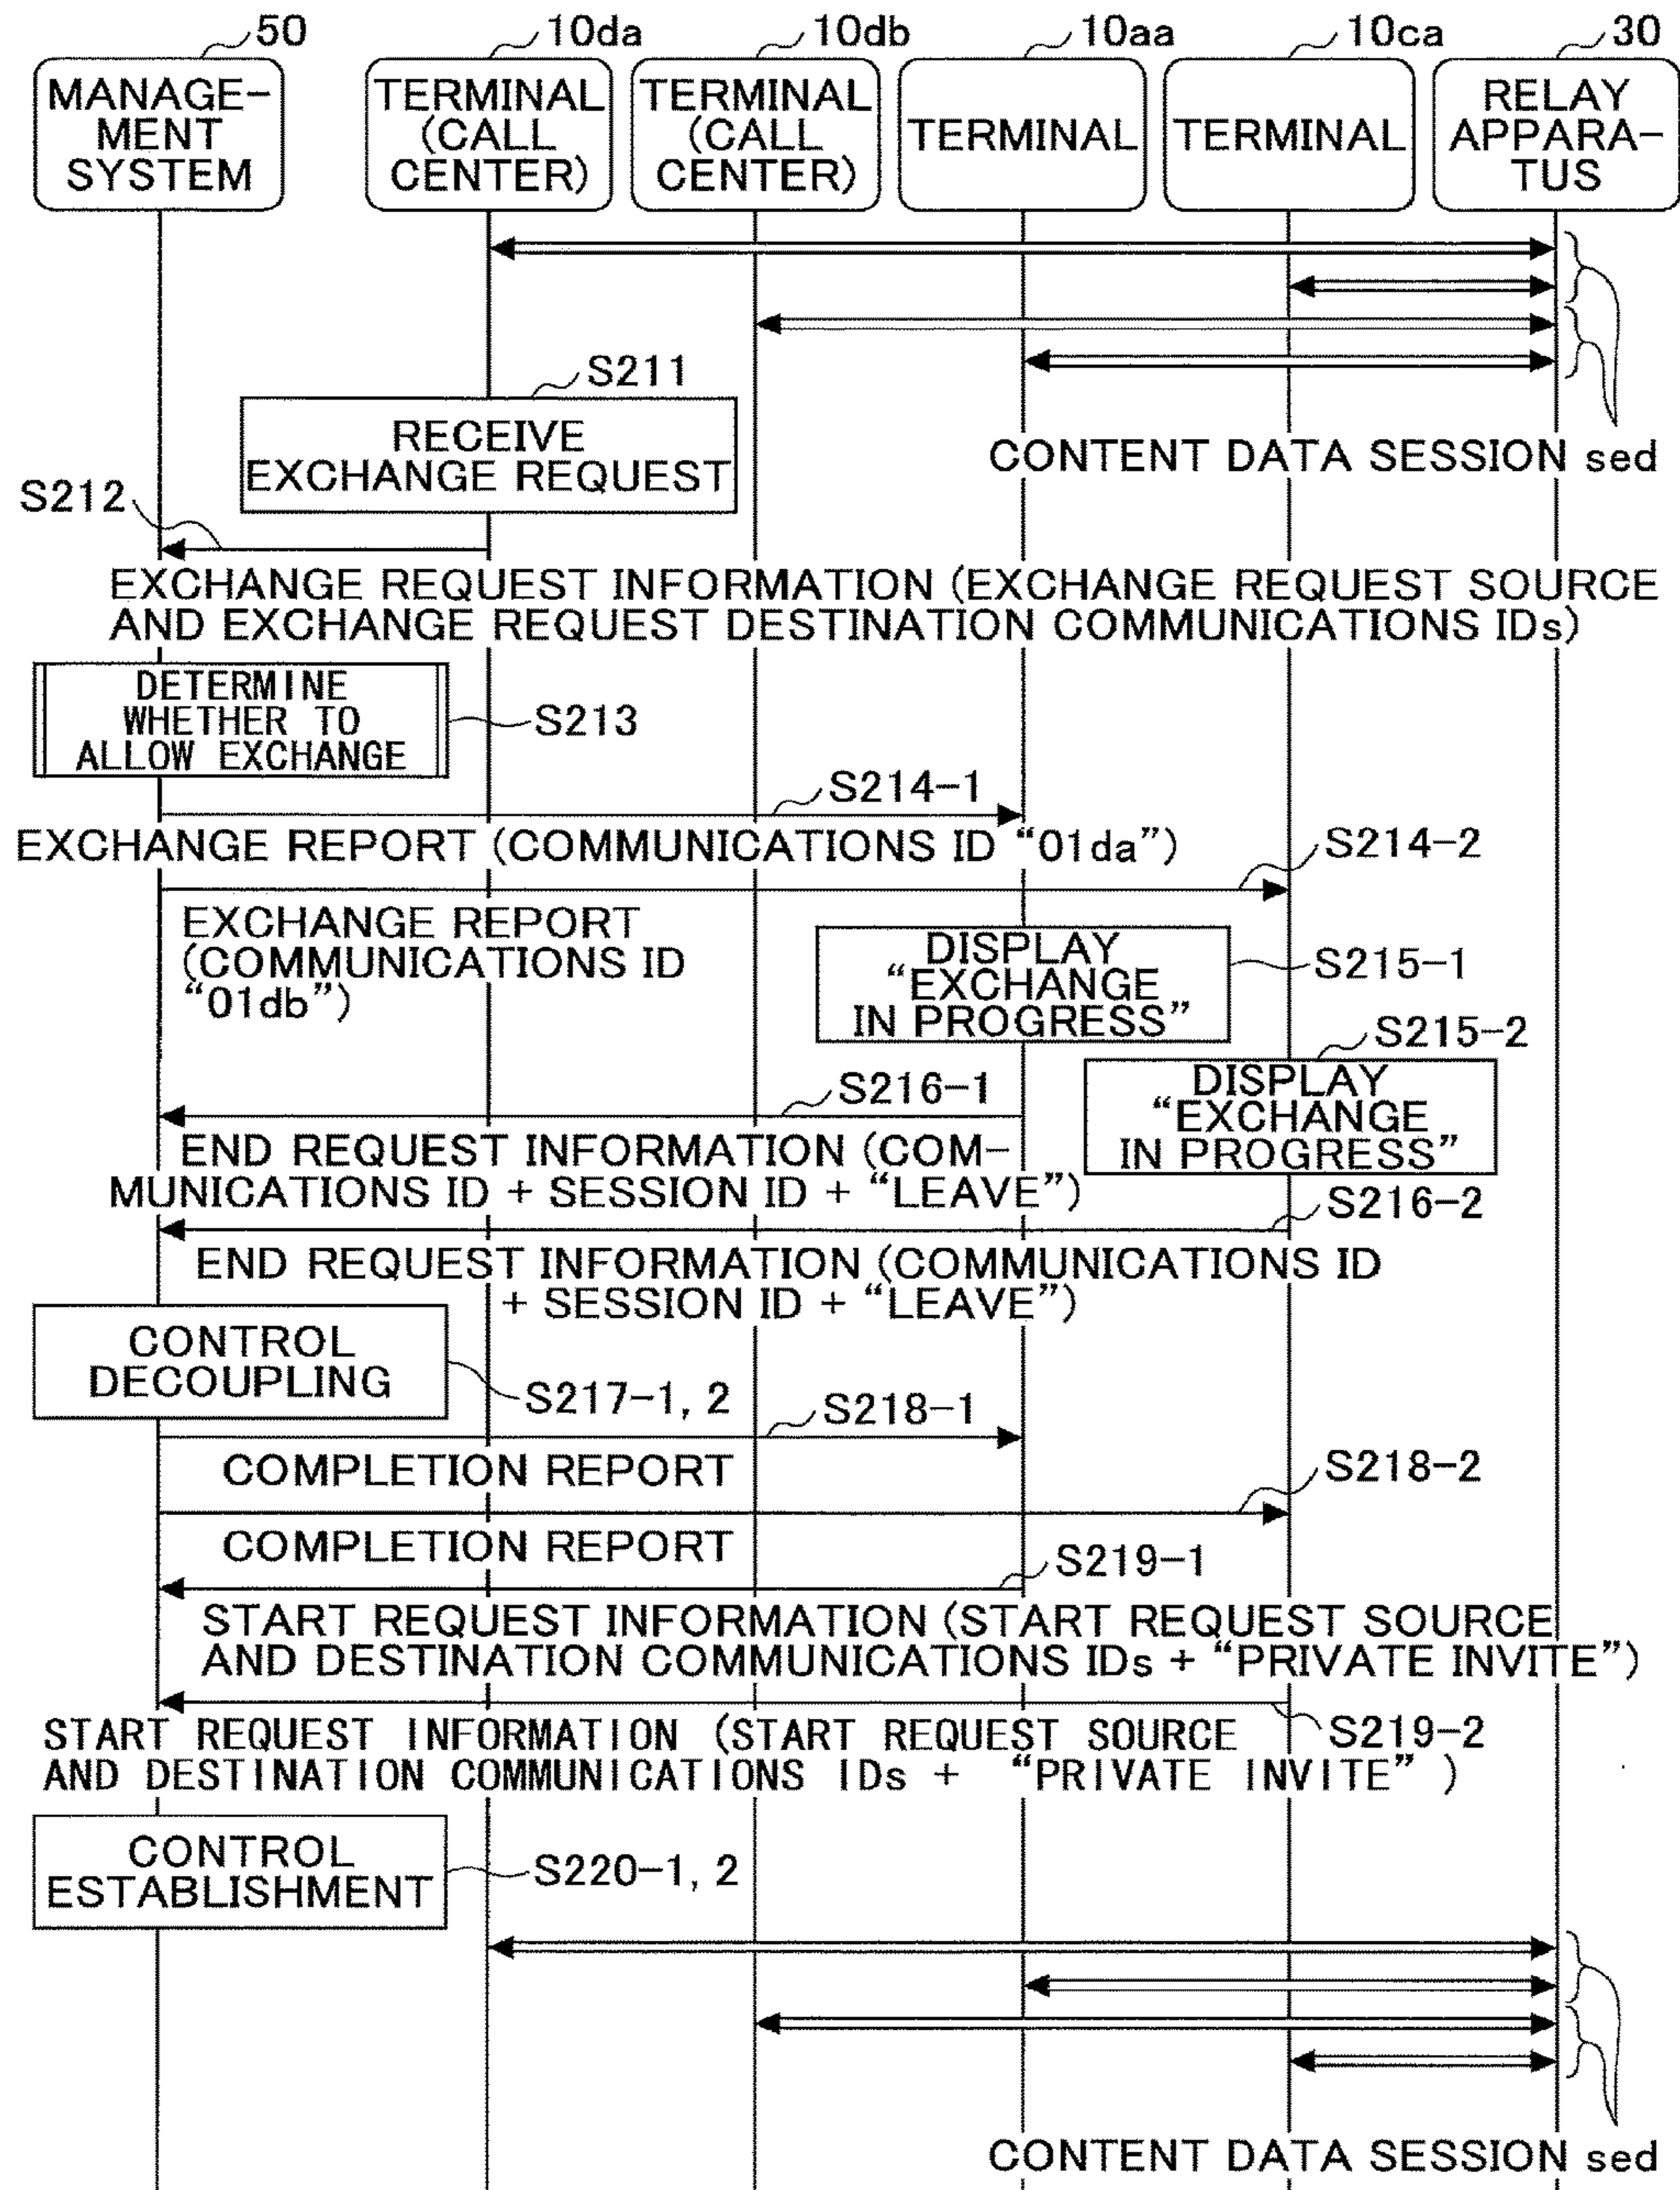 50
10da
10db
10aa
10ca
30
MANAGE-
MENT
SYSTEM
TERMINAL
(CALL
CENTER)
TERMINAL
(CALL
CENTER)
TERMINAL
TERMINAL
RELAY
APPARA-
TUS
S211
RECEIVE
EXCHANGE REQUEST
CONTENT DATA SESSION sed
S212
EXCHANGE REQUEST INFORMATION (EXCHANGE REQUEST SOURCE
AND EXCHANGE REQUEST DESTINATION COMMUNICATIONS IDs)
DETERMINE
WHETHER TO
ALLOW EXCHANGE
S213
S214-1
EXCHANGE REPORT (COMMUNICATIONS ID “01da”)
S214-2
EXCHANGE REPORT
(COMMUNICATIONS ID
“01db”)
DISPLAY
“EXCHANGE
IN PROGRESS”
S215-1
S215-2
DISPLAY
“EXCHANGE
IN PROGRESS”
S216-1
END REQUEST INFORMATION (COM-
MUNICATIONS ID + SESSION ID + “LEAVE”)
S216-2
END REQUEST INFORMATION (COMMUNICATIONS ID
+ SESSION ID + “LEAVE”)
CONTROL
DECOUPLING
S217-1, 2
S218-1
COMPLETION REPORT
S218-2
COMPLETION REPORT
S219-1
START REQUEST INFORMATION (START REQUEST SOURCE
AND DESTINATION COMMUNICATIONS IDs + “PRIVATE INVITE”)
S219-2
START REQUEST INFORMATION (START REQUEST SOURCE
AND DESTINATION COMMUNICATIONS IDs + “PRIVATE INVITE” )
CONTROL
ESTABLISHMENT
S220-1, 2
CONTENT DATA SESSION sed